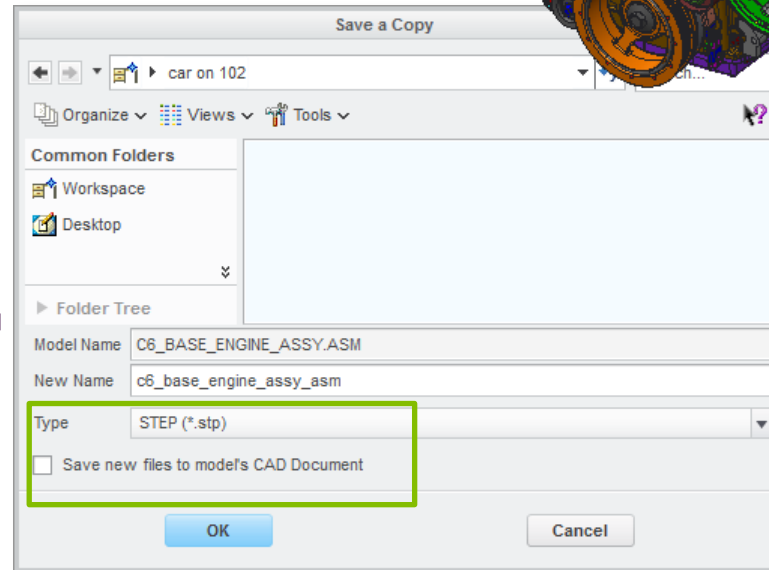 Save a Copy
car on 102
Organize Views Tools
Common Folders
Workspace
Desktop
Folder Tree
Model Name C6_BASE_ENGINE_ASSY.ASM
New Name c6_base_engine_assy_asm
Type STEP (*.stp)
Save new files to model's CAD Document
OK Cancel